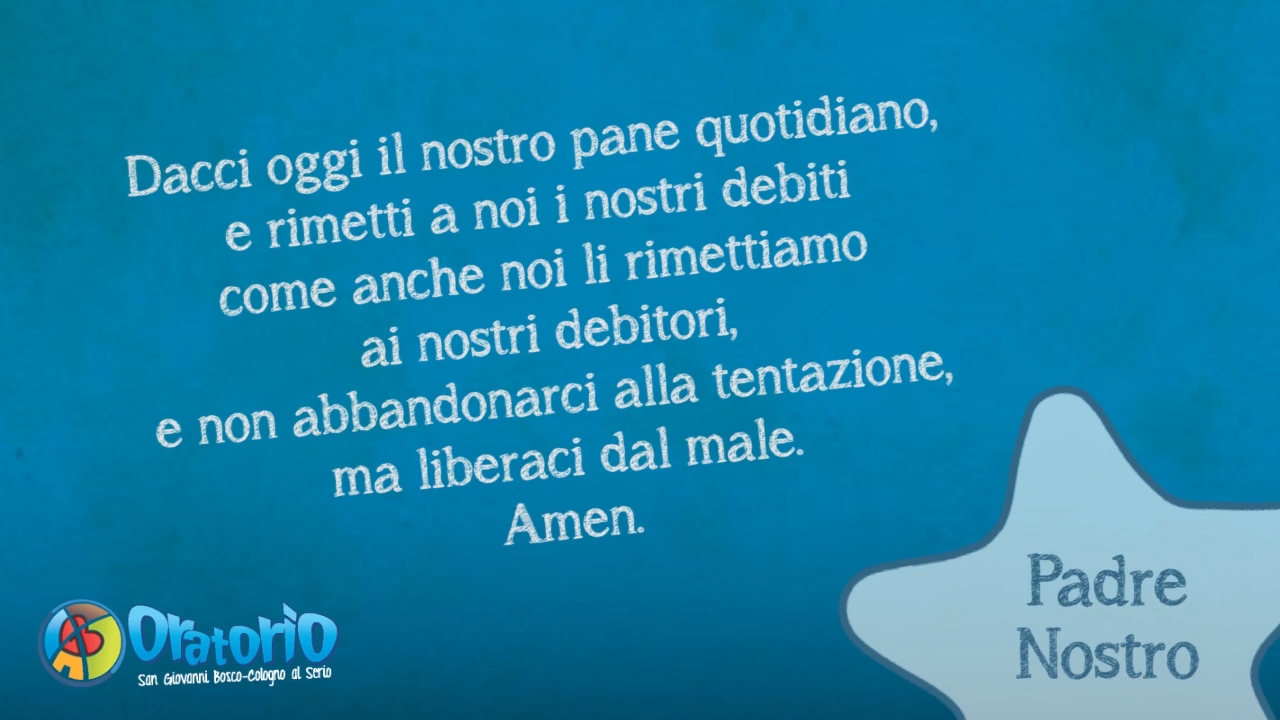 Dacci oggi il nostro pane quotidiano,
e rimetti a noi i nostri debiti
come anche noi li rimettiamo
ai nostri debitori,
e non abbandonarci alla tentazione,
ma liberaci dal male.
Amen.
Padre
Nostro
Oratorio
San Giovanni Bosco-Cologno al Serio